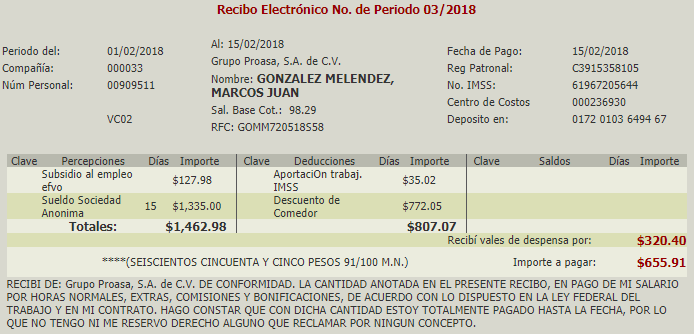 Recibo Electrónico No. de Periodo 03/2018
Periodo del: 01/02/2018 Al: 15/02/2018 Fecha de Pago: 15/02/2018
Compañía: 000033 Grupo Proasa, S.A. de C.V. Reg Patronal: C3915358105
Núm Personal: 00909511 Nombre: GONZALEZ MELENDEZ, MARCOS JUAN No. IMSS: 61967205644
Centro de Costos 000236930
VC02 Sal. Base Cot.: 98.29 Deposito en: 0172 0103 6494 67
RFC: GOMM720518S58
Clave Percepciones Días Importe Clave Deducciones Días Importe Clave Saldos Días Importe
Subsidio al empleo efvo $127.98 AportaciOn trabaj. IMSS $35.02
Sueldo Sociedad Anonima 15 $1,335.00 Descuento de Comedor $772.05
Totales: $1,462.98 $807.07
Recibí vales de despensa por: $320.40
****(SEISCIENTOS CINCUENTA Y CINCO PESOS 91/100 M.N.) Importe a pagar: $655.91
RECIBI DE: Grupo Proasa, S.A. de C.V. DE CONFORMIDAD. LA CANTIDAD ANOTADA EN EL PRESENTE RECIBO, EN PAGO DE MI SALARIO
POR HORAS NORMALES, EXTRAS, COMISIONES Y BONIFICACIONES, DE ACUERDO CON LO DISPUESTO EN LA LEY FEDERAL DEL
TRABAJO Y EN MI CONTRATO. HAGO CONSTAR QUE CON DICHA CANTIDAD ESTOY TOTALMENTE PAGADO HASTA LA FECHA, POR LO
QUE NO TENGO NI ME RESERVO DERECHO ALGUNO QUE RECLAMAR POR NINGUN CONCEPTO.